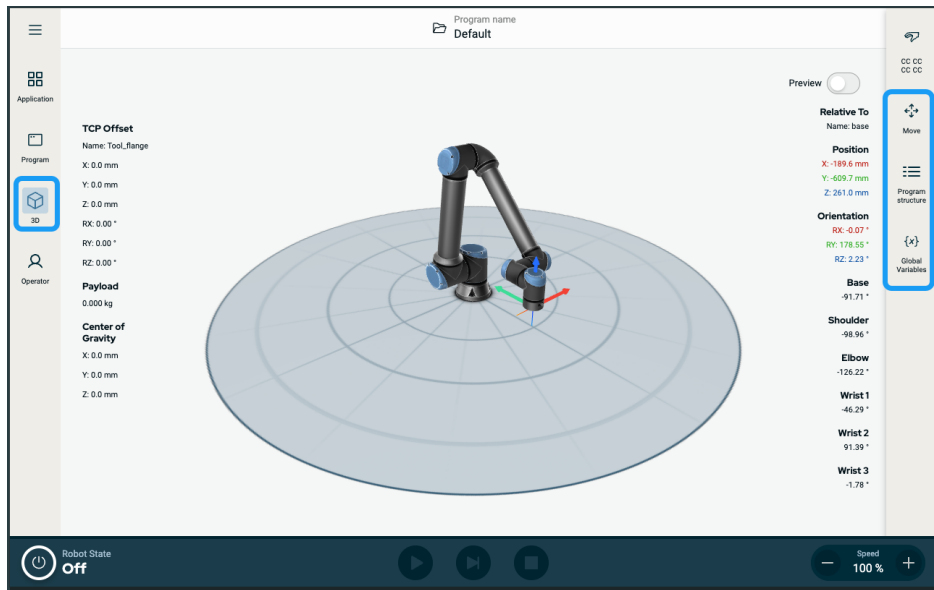 Program name
Default
Application
Program
3D
Operator
TCP Offset
Name: Tool_flange
X: 0.0 mm
Y: 0.0 mm
Z: 0.0 mm
RX: 0.00 °
RY: 0.00 °
RZ: 0.00 °
Payload
0.000 kg
Center of
Gravity
X: 0.0 mm
Y: 0.0 mm
Z: 0.0 mm
Preview
Relative To
Name: base
Position
X: -189.6 mm
Y: -609.7 mm
Z: 261.0 mm
Orientation
RX: -0.07 °
RY: 178.55 °
RZ: 2.23 °
Base
-91.71 °
Shoulder
-98.96 °
Elbow
-126.22 °
Wrist 1
-46.29 °
Wrist 2
91.39 °
Wrist 3
-1.78 °
CC CC
CC CC
Move
Program
structure
{x}
Global
Variables
Robot State
Off
Speed
100 %